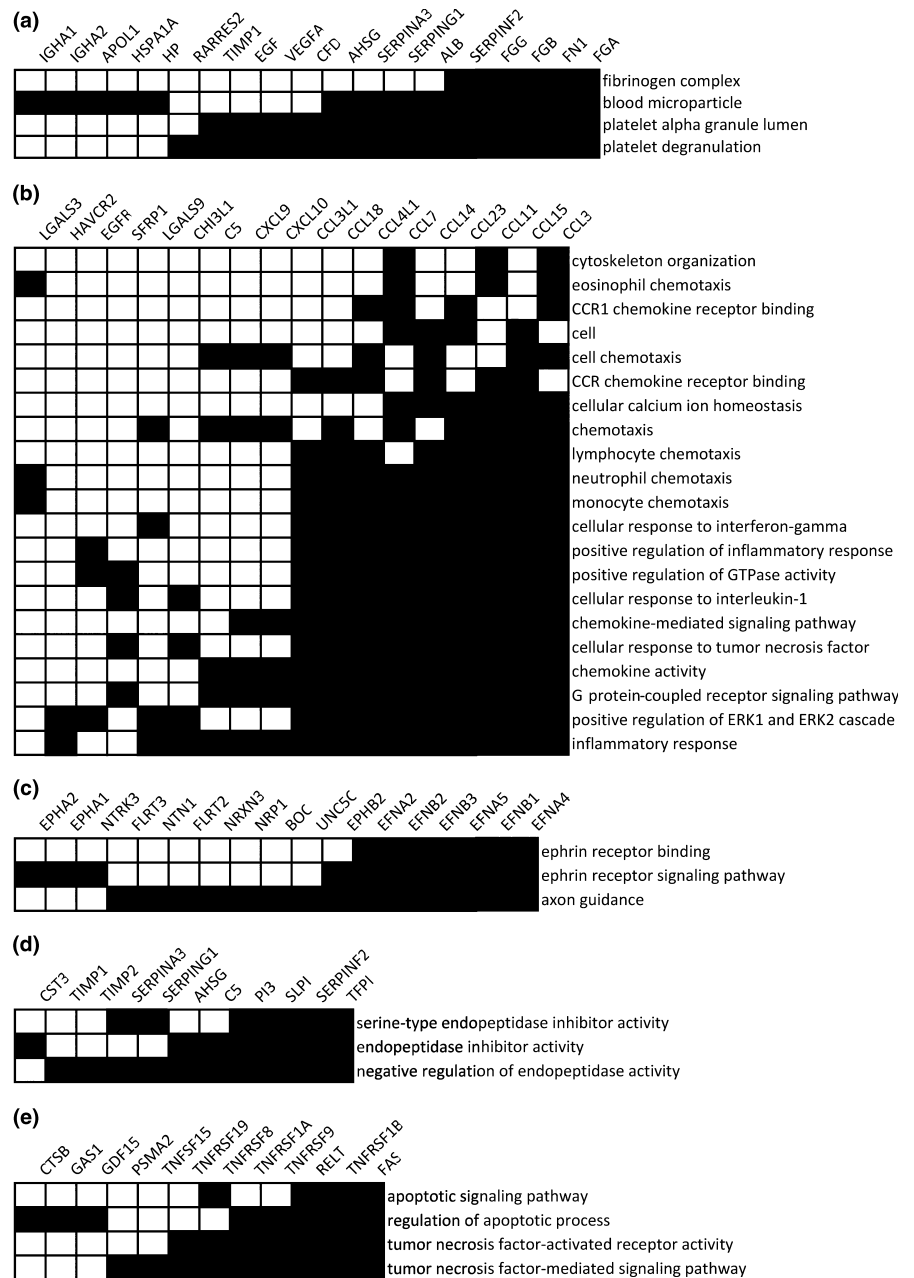 (a)
IGHA1 IGHA2 APOL1 HSPA1A HP RARRES2 TIMP1 EGF VEGFA CFD AHSG SERPINA3 SERPING1 ALB SERPINF2 FGG FGB FN1 FGA
fibrinogen complex
blood microparticle
platelet alpha granule lumen
platelet degranulation
(b)
LGALS3 HAVCR2 EGFR SFRP1 LGALS9 CHI3L1 C5 CXCL9 CXCL10 CCL3L1 CCL18 CCL4L1 CCL7 CCL14 CCL23 CCL11 CCL15 CCL3
cytoskeleton organization
eosinophil chemotaxis
CCR1 chemokine receptor binding
cell
cell chemotaxis
CCR chemokine receptor binding
cellular calcium ion homeostasis
chemotaxis
lymphocyte chemotaxis
neutrophil chemotaxis
monocyte chemotaxis
cellular response to interferon-gamma
positive regulation of inflammatory response
positive regulation of GTPase activity
cellular response to interleukin-1
chemokine-mediated signaling pathway
cellular response to tumor necrosis factor
chemokine activity
G protein-coupled receptor signaling pathway
positive regulation of ERK1 and ERK2 cascade
inflammatory response
(c)
EPHA2 EPHA1 NTRK3 FLRT3 NTN1 FLRT2 NRXN3 NRP1 BOC UNC5C EPHB2 EFNA2 EFNB2 EFNB3 EFNA5 EFNB1 EFNA4
ephrin receptor binding
ephrin receptor signaling pathway
axon guidance
(d)
CST3 TIMP1 TIMP2 SERPINA3 SERPING1 AHSG C5 PI3 SLPI SERPINF2 TFPI
serine-type endopeptidase inhibitor activity
endopeptidase inhibitor activity
negative regulation of endopeptidase activity
(e)
CTSB GAS1 GDF15 PSMA2 TNFSF15 TNFRSF19 TNFRSF8 TNFRSF1A TNFRSF9 RELT TNFRSF1B FAS
apoptotic signaling pathway
regulation of apoptotic process
tumor necrosis factor-activated receptor activity
tumor necrosis factor-mediated signaling pathway